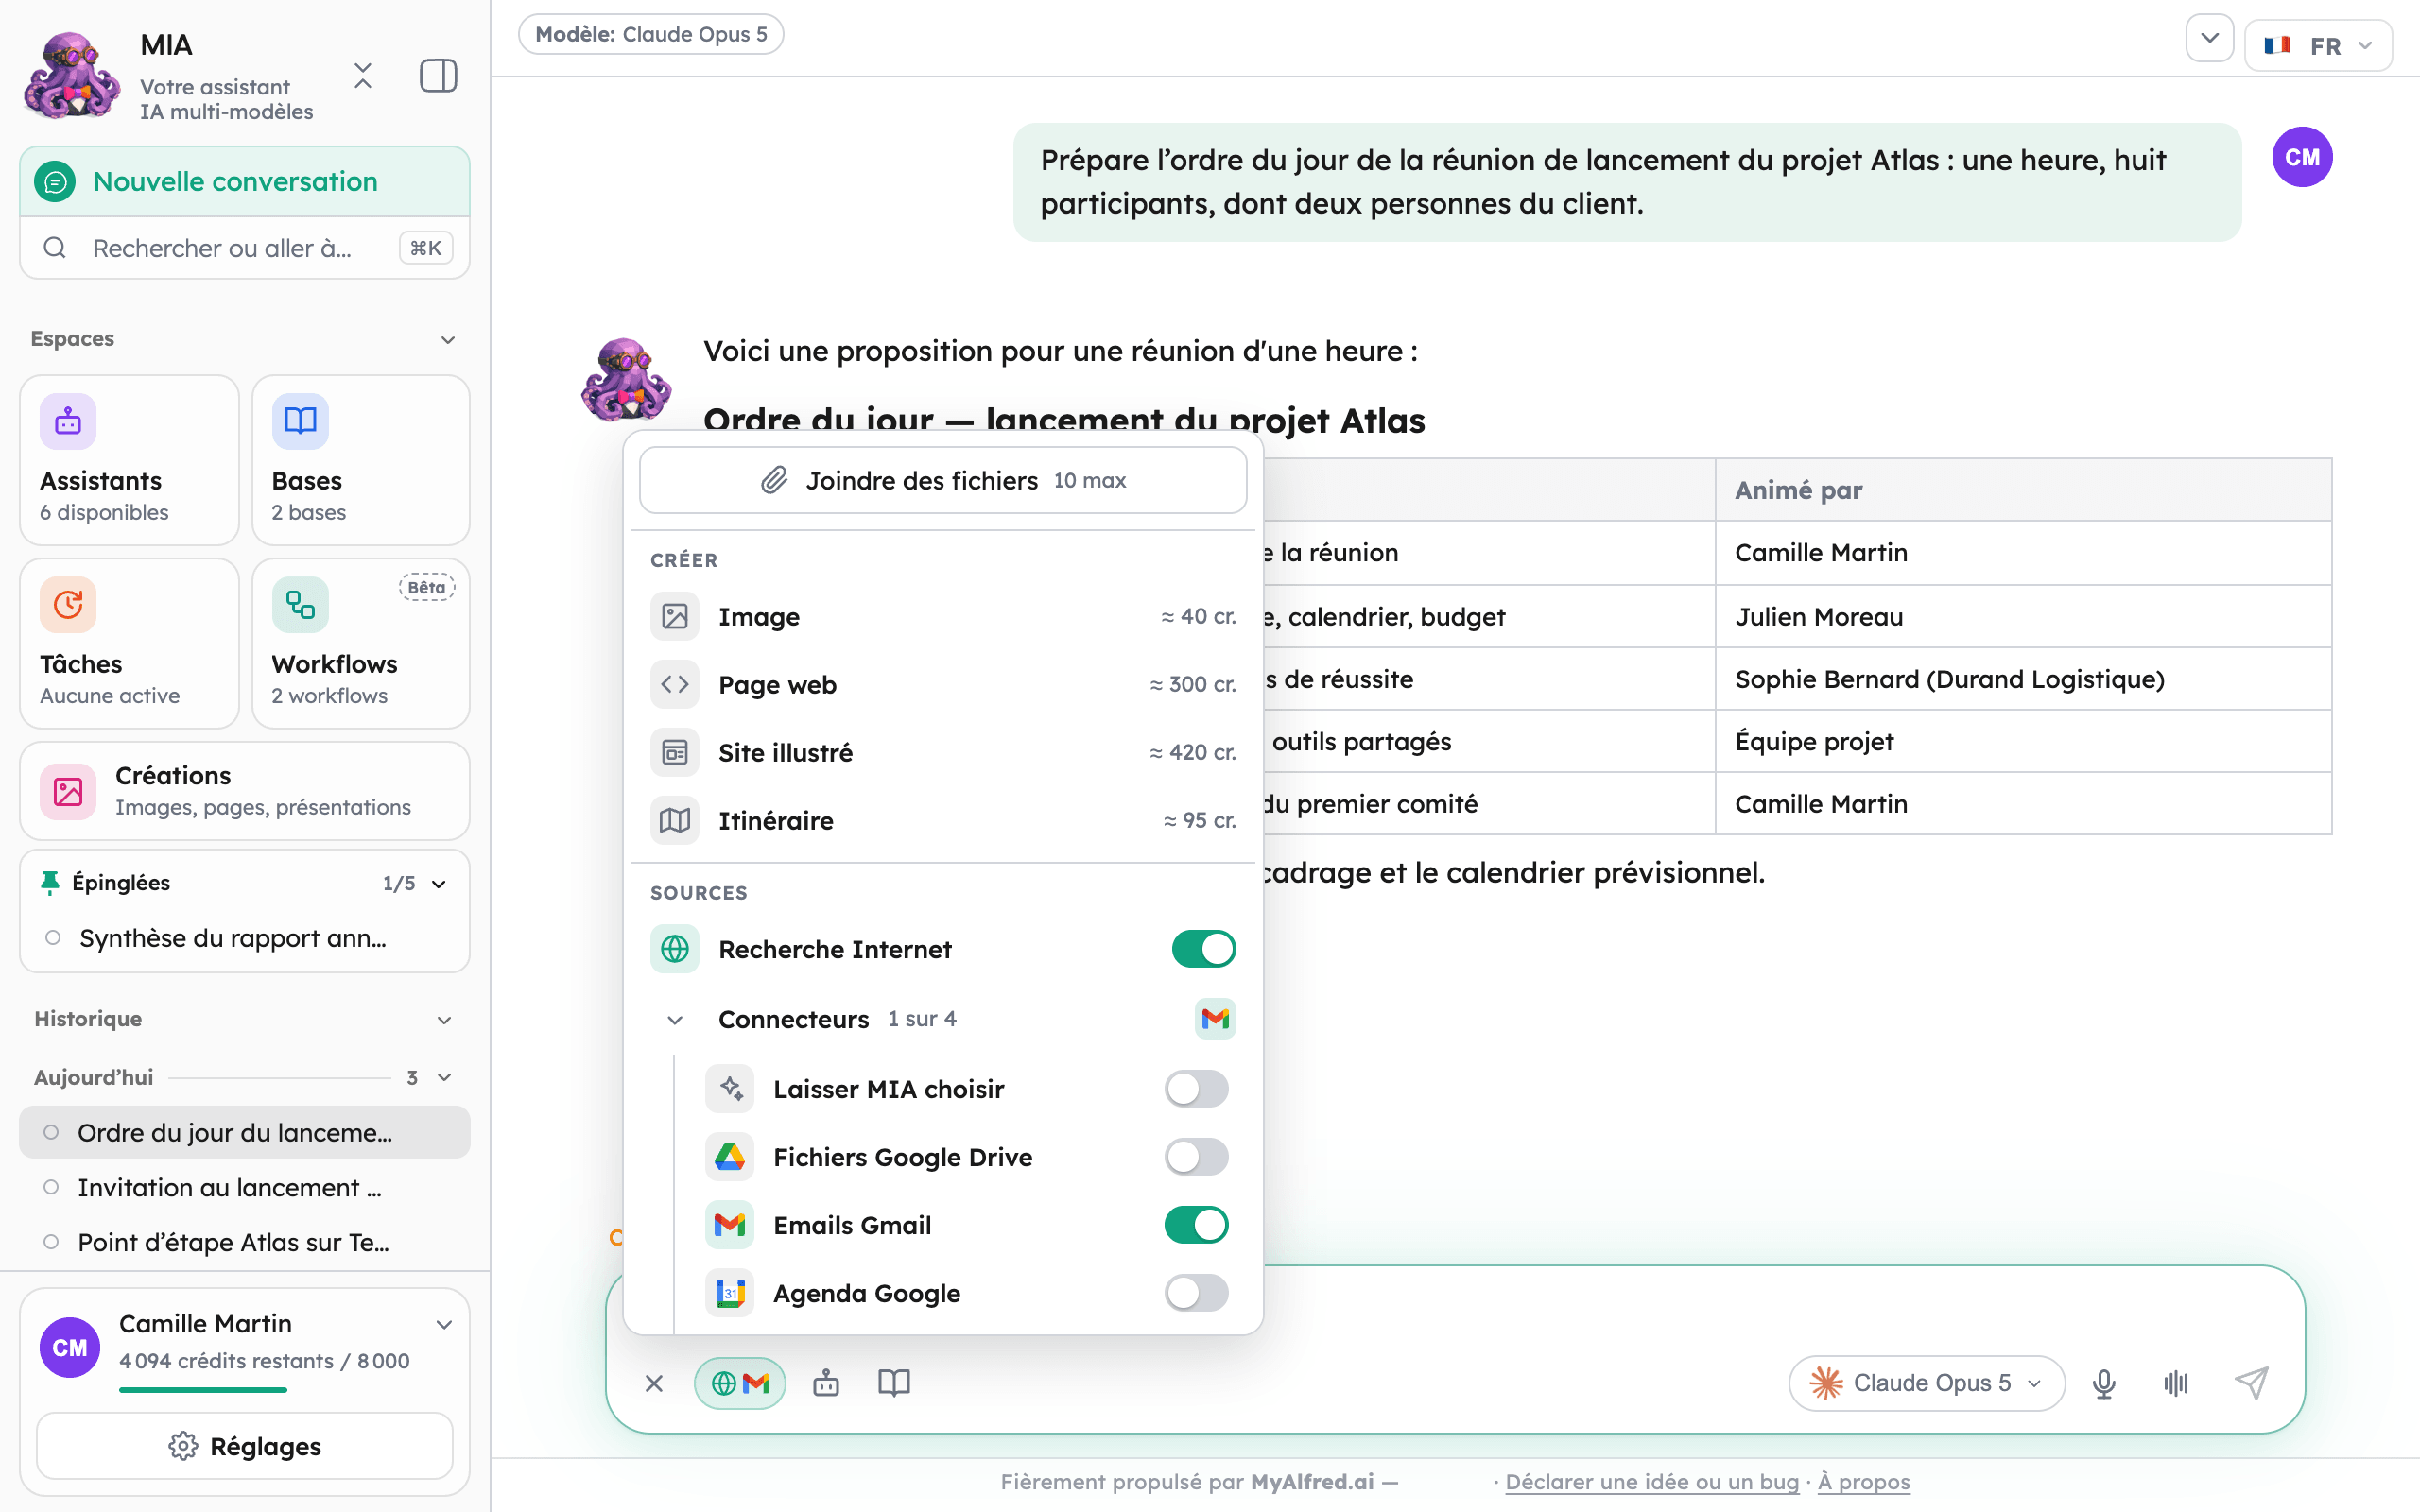 MIA
Votre assistant
IA multi-modèles
Nouvelle conversation
Rechercher ou aller à...
⌘K
Espaces
Assistants
6 disponibles
Bases
2 bases
Tâches
Aucune active
Bêta
Workflows
2 workflows
Créations
Images, pages, présentations
Épinglées
1/5
Synthèse du rapport ann...
Historique
Aujourd’hui
3
Ordre du jour du lanceme...
Invitation au lancement ...
Point d’étape Atlas sur Te...
CM
Camille Martin
4 094 crédits restants / 8 000
Réglages
Modèle: Claude Opus 5
FR
Prépare l’ordre du jour de la réunion de lancement du projet Atlas : une heure, huit
participants, dont deux personnes du client.
CM
Voici une proposition pour une réunion d'une heure :
Ordre du jour — lancement du projet Atlas
Animé par
e la réunion
Camille Martin
e, calendrier, budget
Julien Moreau
s de réussite
Sophie Bernard (Durand Logistique)
outils partagés
Équipe projet
du premier comité
Camille Martin
cadrage et le calendrier prévisionnel.
Joindre des fichiers 10 max
CRÉER
Image ≈ 40 cr.
Page web ≈ 300 cr.
Site illustré ≈ 420 cr.
Itinéraire ≈ 95 cr.
SOURCES
Recherche Internet
Connecteurs 1 sur 4
Laisser MIA choisir
Fichiers Google Drive
Emails Gmail
31
Agenda Google
Claude Opus 5
Fièrement propulsé par MyAlfred.ai — · Déclarer une idée ou un bug · À propos